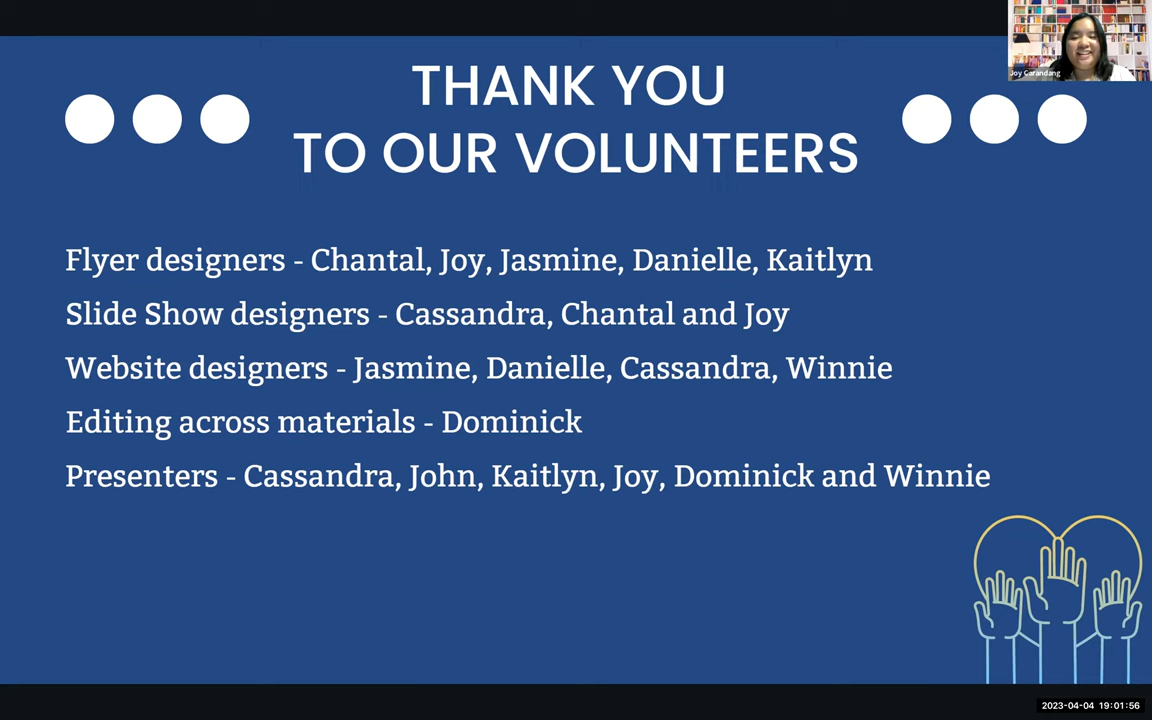 Joy Carandang
THANK YOU
TO OUR VOLUNTEERS
Flyer designers - Chantal, Joy, Jasmine, Danielle, Kaitlyn
Slide Show designers - Cassandra, Chantal and Joy
Website designers - Jasmine, Danielle, Cassandra, Winnie
Editing across materials - Dominick
Presenters - Cassandra, John, Kaitlyn, Joy, Dominick and Winnie
2023-04-04 19:01:56